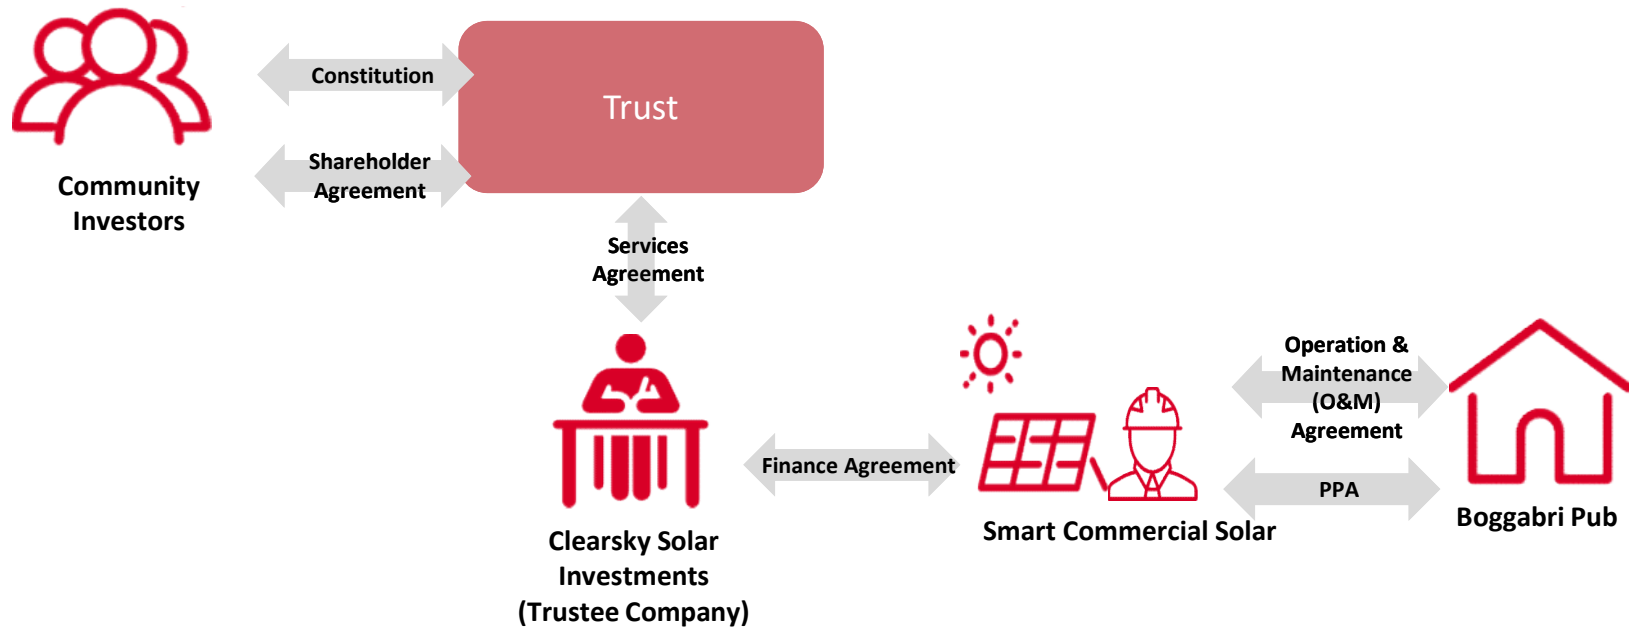 Constitution
Trust
Shareholder
Agreement
Community
Investors
Services
Agreement
Operation &
Maintenance
(O&M)
Agreement
Finance Agreement
PPA
Boggabri Pub
Smart Commercial Solar
Clearsky Solar
Investments
(Trustee Company)